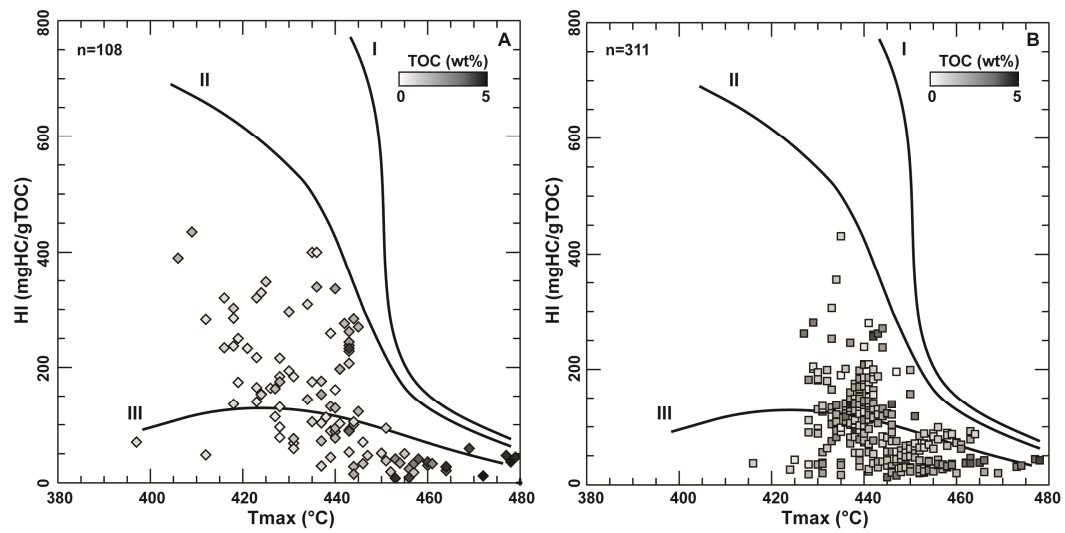 800
600
400
200
0
HI (mgHC/gTOC)
n=108
A
I
TOC (wt%)
0 5
II
III
380 400 420 440 460 480
Tmax (°C)
800
600
400
200
0
HI (mgHC/gTOC)
n=311
B
I
TOC (wt%)
0 5
II
III
380 400 420 440 460 480
Tmax (°C)